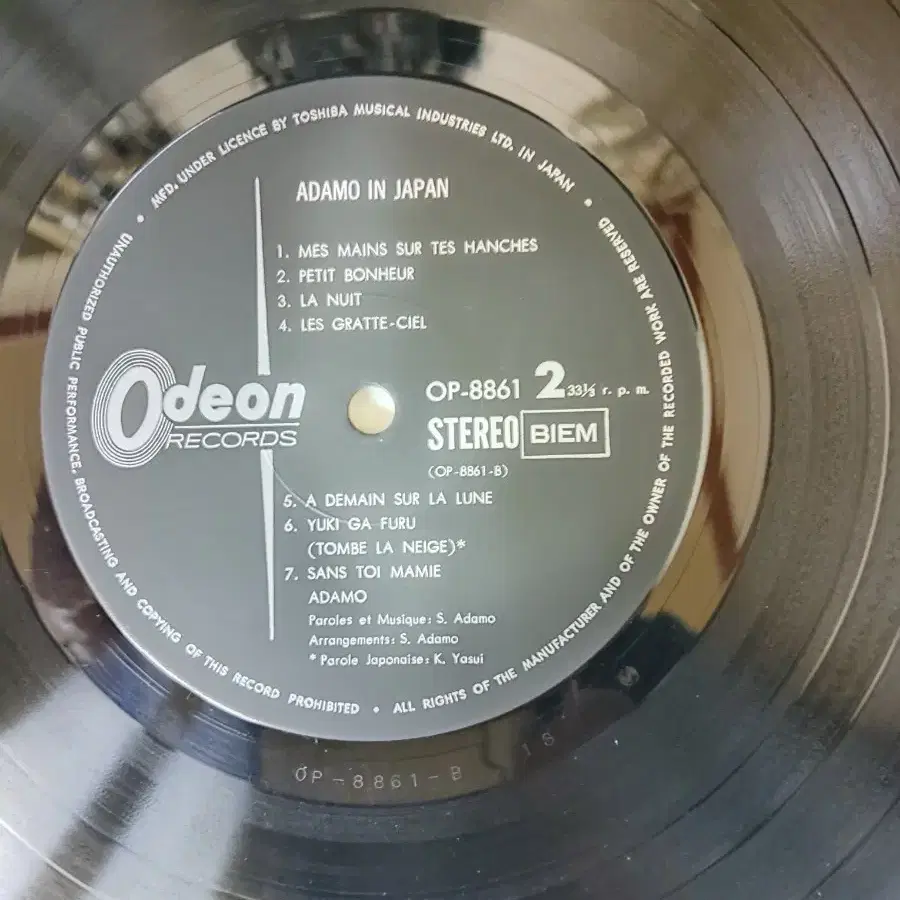 MFD. UNDER LICENCE BY TOSHIBA MUSICAL INDUSTRIES LTD. IN JAPAN
ADAMO IN JAPAN
1. MES MAINS SUR TES HANCHES
2. PETIT BONHEUR
3. LA NUIT
4. LES GRATTE-CIEL
Odeon
RECORDS
OP-8861 2 33⅓ r. p. m.
STEREO BIEM
(OP-8861-B)
5. A DEMAIN SUR LA LUNE
6. YUKI GA FURU
(TOMBE LA NEIGE)*
7. SANS TOI MAMIE
ADAMO
Paroles et Musique: S. Adamo
Arrangements: S. Adamo
* Parole Japonaise: K. Yasui
UNAUTHORIZED PUBLIC PERFORMANCE, BROADCASTING AND COPYING OF THIS RECORD PROHIBITED • ALL RIGHTS OF THE MANUFACTURER AND OF THE OWNER OF THE RECORDED WORK ARE RESERVED •
OP-8861-B 1S